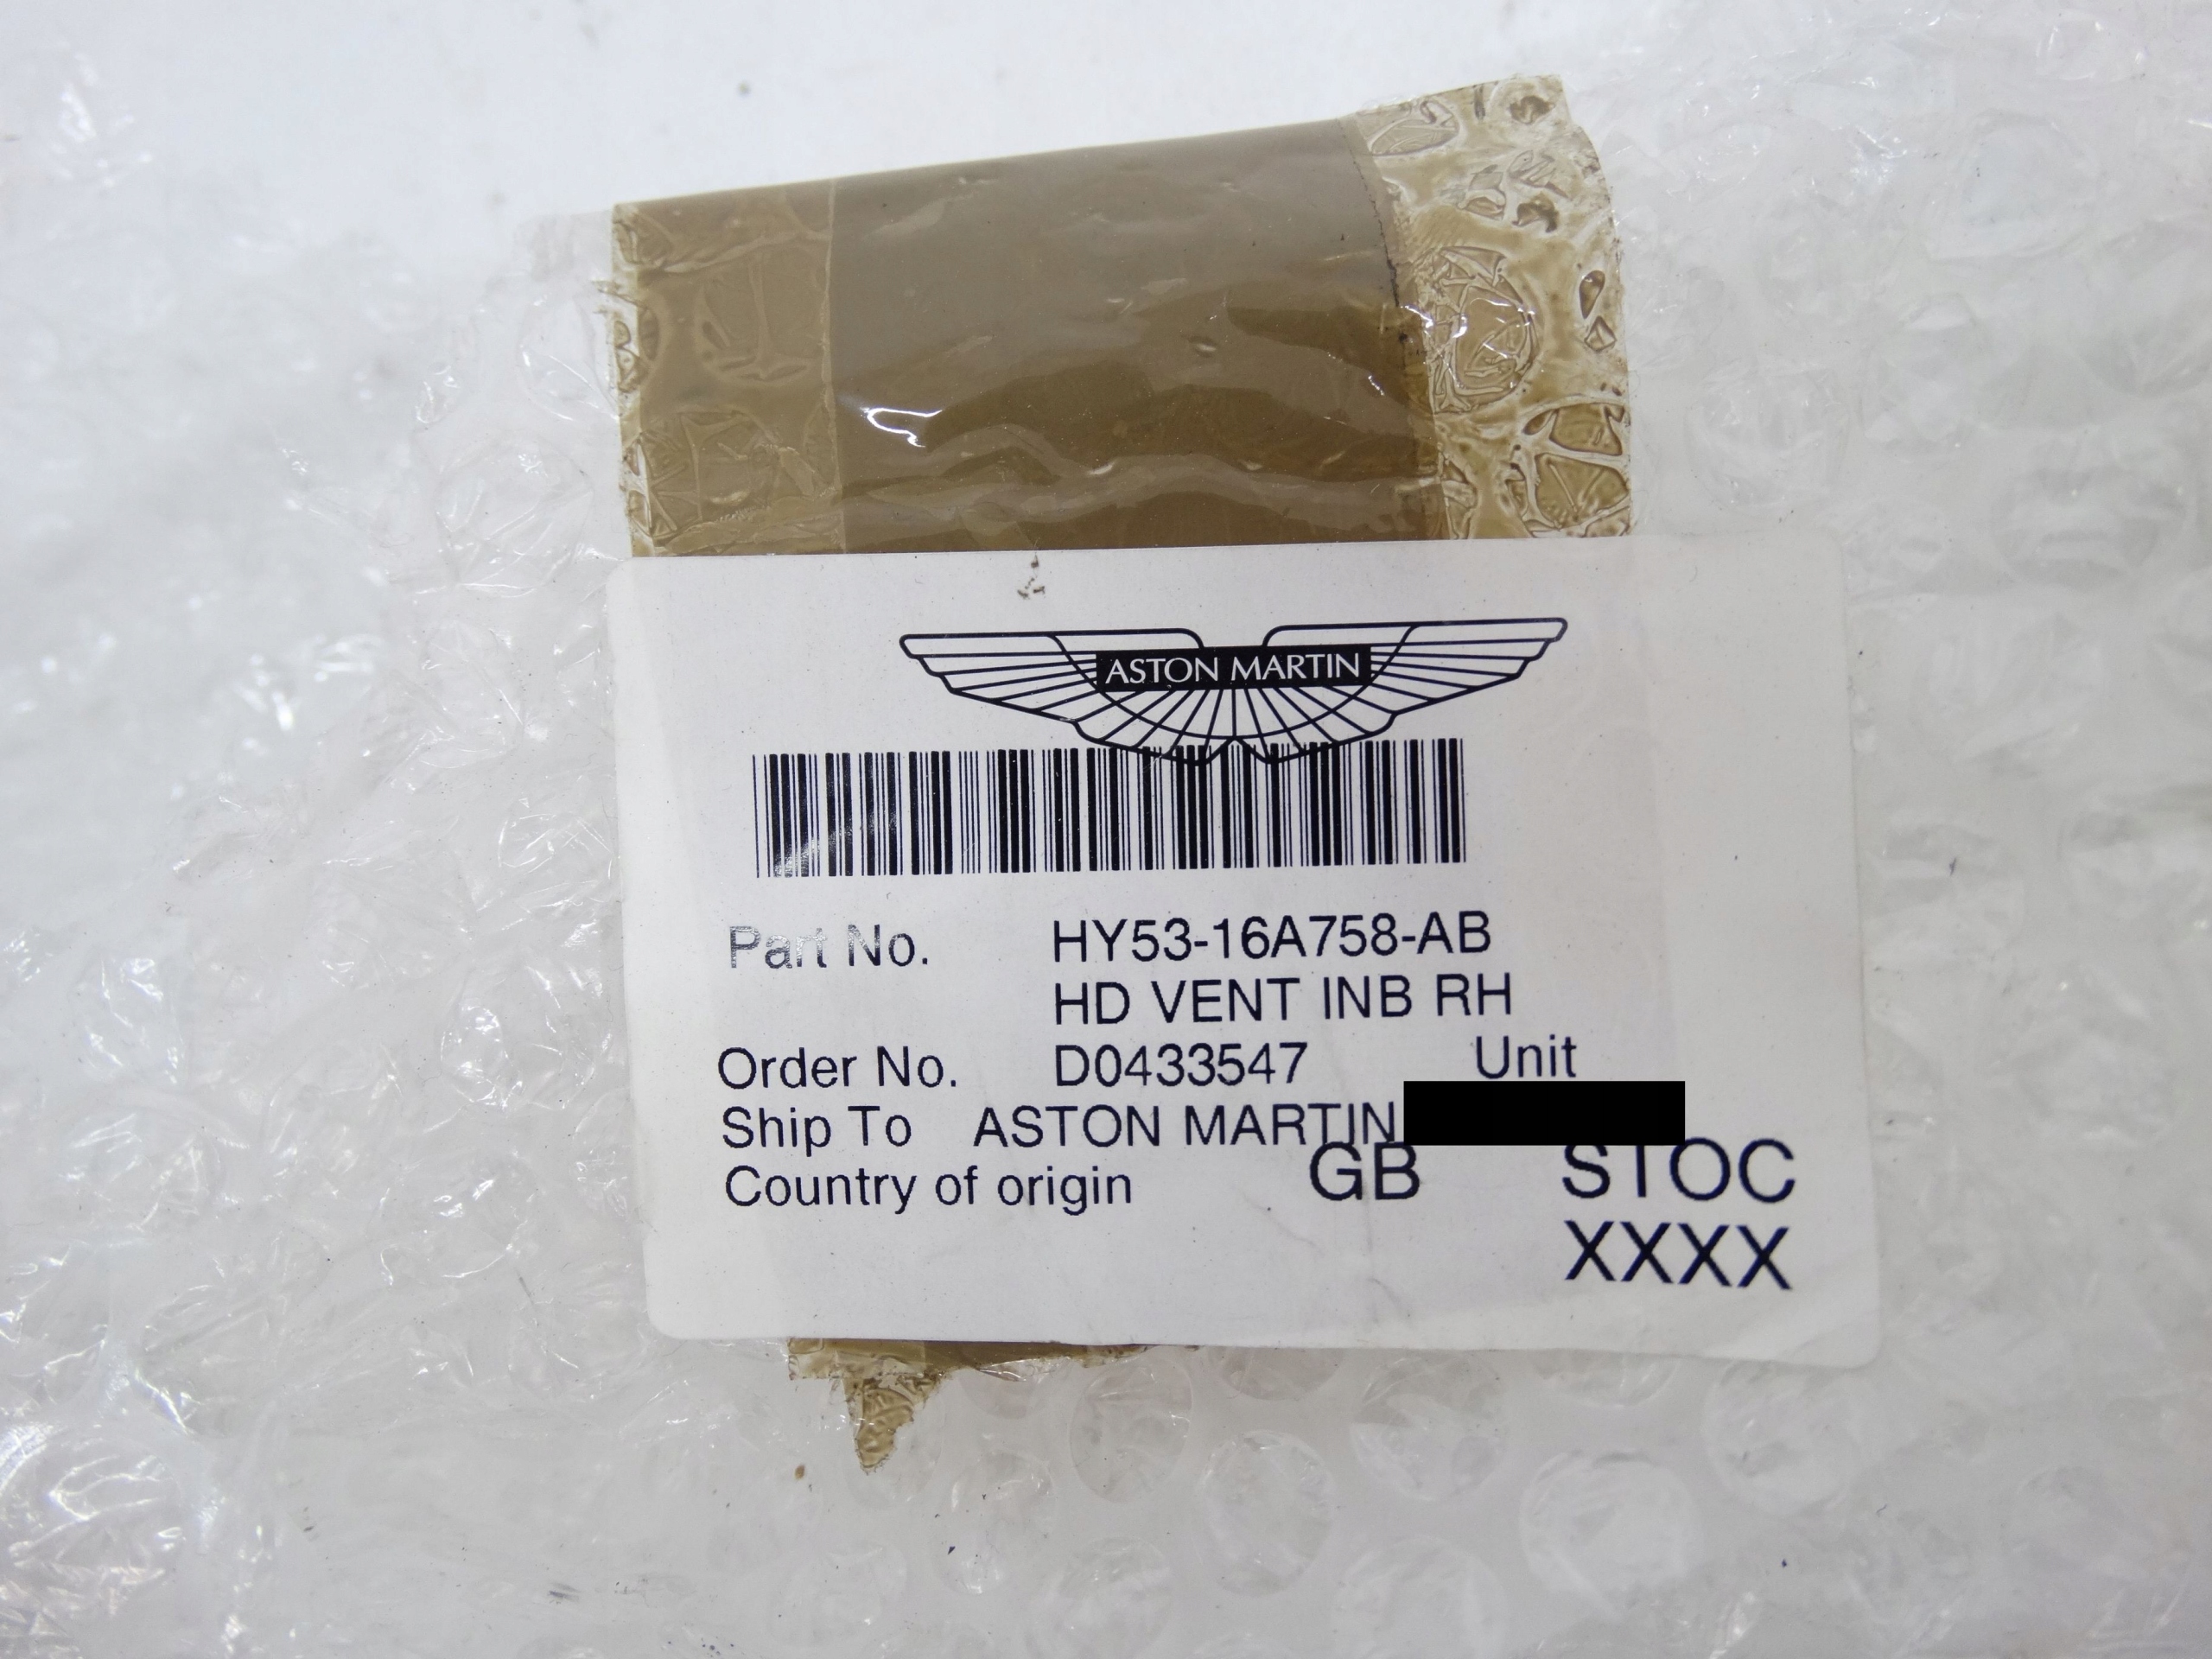 ASTON MARTIN
Part No. HY53-16A758-AB
HD VENT INB RH
Order No. D0433547 Unit
Ship To ASTON MARTIN
Country of origin GB STOC
XXXX